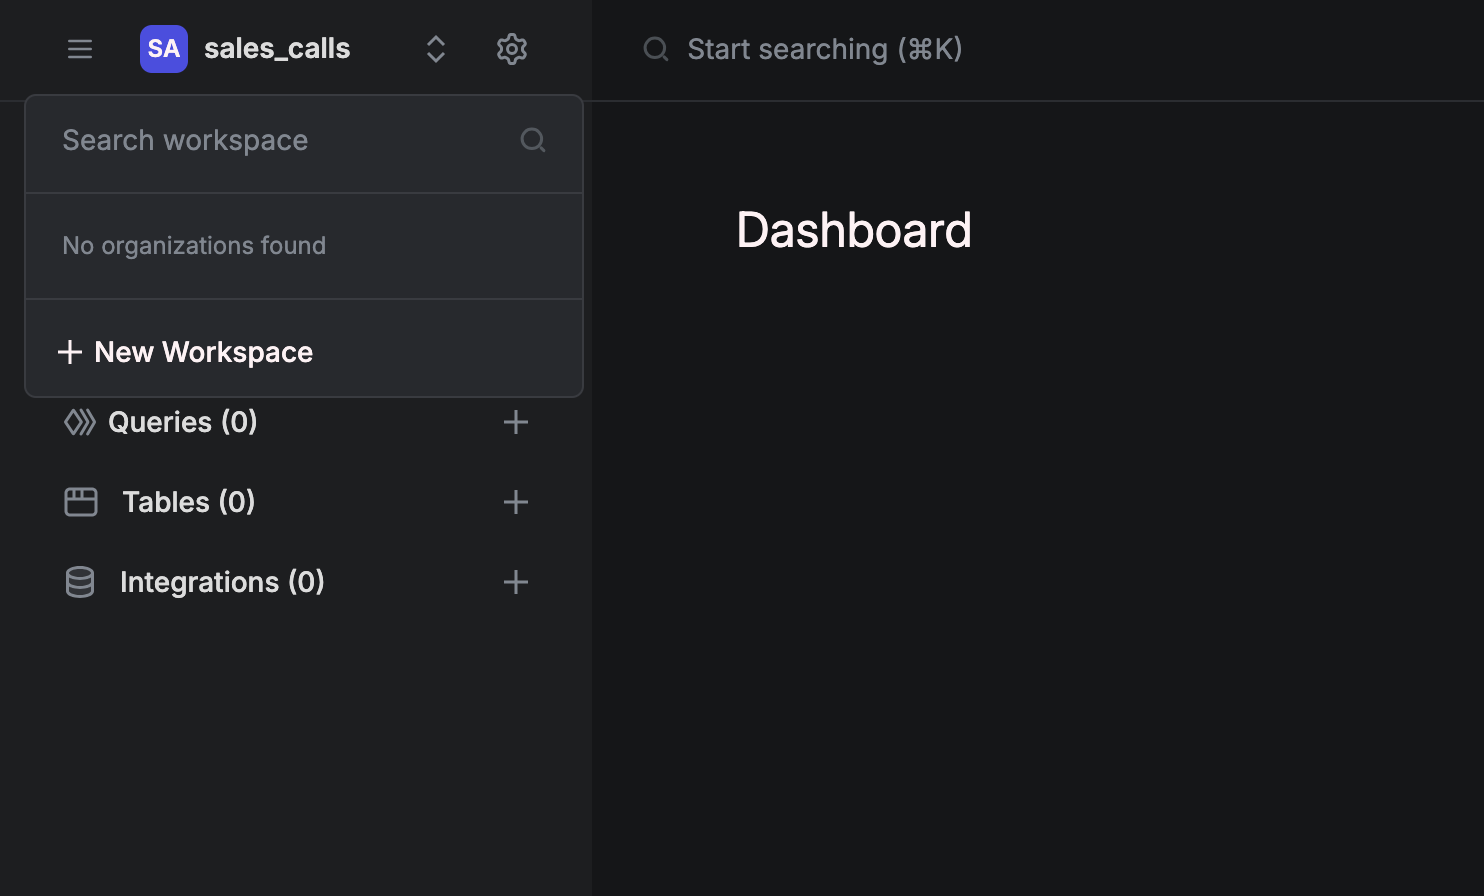 SA sales_calls
Start searching (⌘K)
Search workspace
No organizations found
New Workspace
Queries (0)
Tables (0)
Integrations (0)
Dashboard